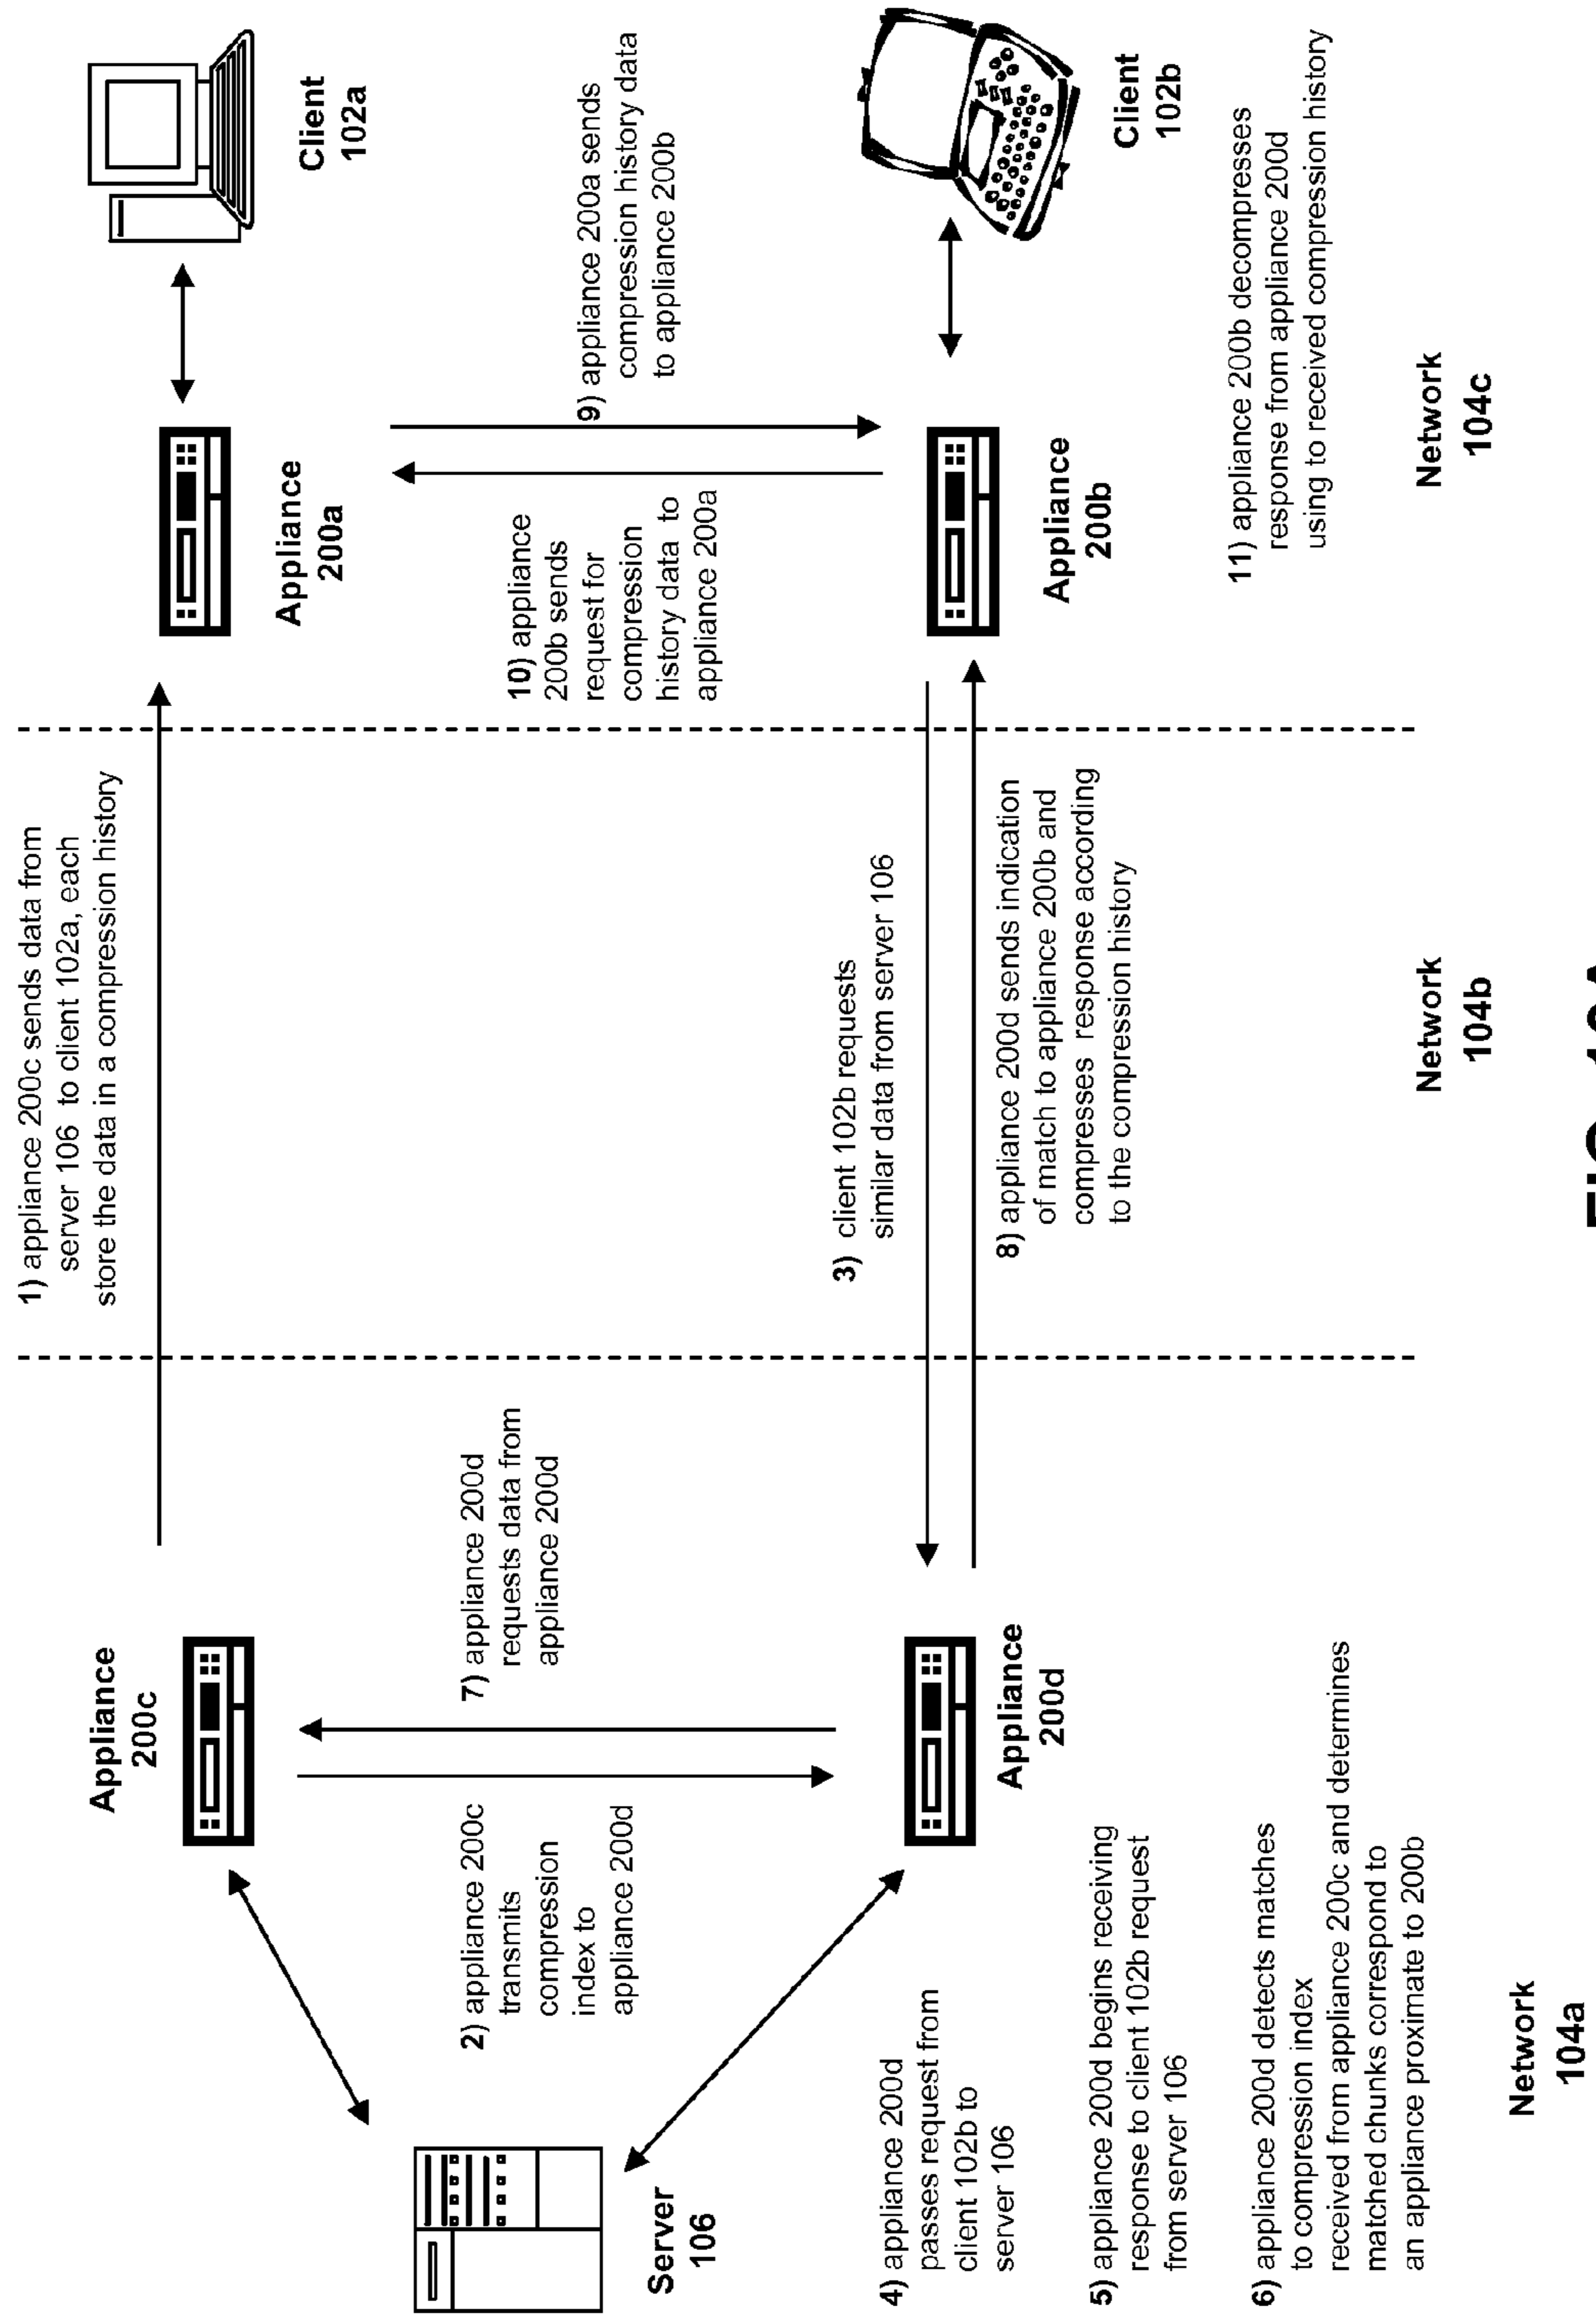 1) appliance 200c sends data from
server 106 to client 102a, each
store the data in a compression history
Appliance
200c
Appliance
200a
Client
102a
2) appliance 200c
transmits
compression
index to
appliance 200d
7) appliance 200d
requests data from
appliance 200d
10) appliance
200b sends
request for
compression
history data to
appliance 200a
9) appliance 200a sends
compression history data
to appliance 200b
Server
106
3) client 102b requests
similar data from server 106
4) appliance 200d
passes request from
client 102b to
server 106
Appliance
200d
8) appliance 200d sends indication
of match to appliance 200b and
compresses response according
to the compression history
Appliance
200b
Client
102b
5) appliance 200d begins receiving
response to client 102b request
from server 106
6) appliance 200d detects matches
to compression index
received from appliance 200c and determines
matched chunks correspond to
an appliance proximate to 200b
11) appliance 200b decompresses
response from appliance 200d
using to received compression history
Network
104a
Network
104b
Network
104c